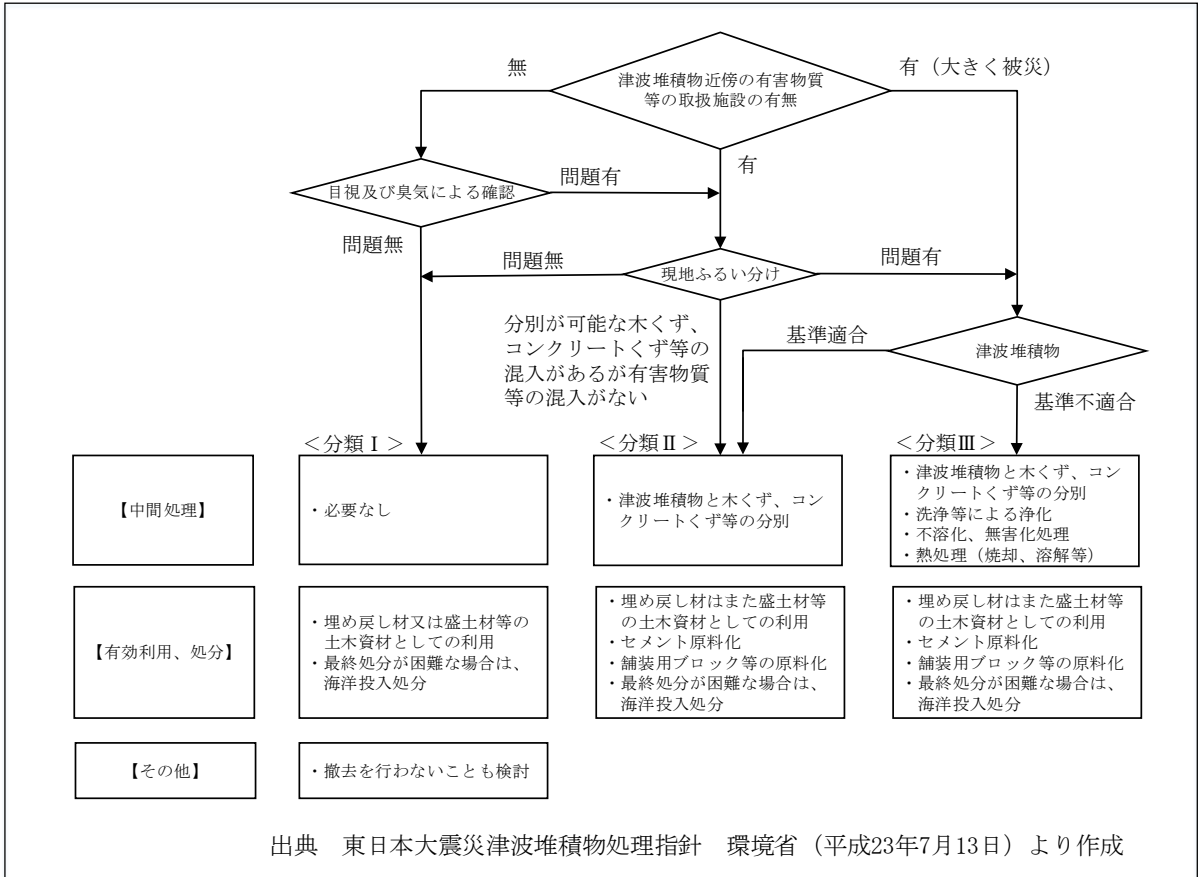 無
有（大きく被災）
津波堆積物近傍の有害物質
等の取扱施設の有無
有
目視及び臭気による確認
問題有
問題無
問題無
現地ふるい分け
問題有
分別が可能な木くず、
コンクリートくず等の
混入があるが有害物質
等の混入がない
基準適合
津波堆積物
基準不適合
＜分類Ⅰ＞
＜分類Ⅱ＞
＜分類Ⅲ＞
【中間処理】
・必要なし
・津波堆積物と木くず、コン
クリートくず等の分別
・津波堆積物と木くず、コン
クリートくず等の分別
・洗浄等による浄化
・不溶化、無害化処理
・熱処理（焼却、溶解等）
【有効利用、処分】
・埋め戻し材又は盛土材等の
土木資材としての利用
・最終処分が困難な場合は、
海洋投入処分
・埋め戻し材はまた盛土材等
の土木資材としての利用
・セメント原料化
・舗装用ブロック等の原料化
・最終処分が困難な場合は、
海洋投入処分
・埋め戻し材はまた盛土材等
の土木資材としての利用
・セメント原料化
・舗装用ブロック等の原料化
・最終処分が困難な場合は、
海洋投入処分
【その他】
・撤去を行わないことも検討
出典　東日本大震災津波堆積物処理指針　環境省（平成23年7月13日）より作成